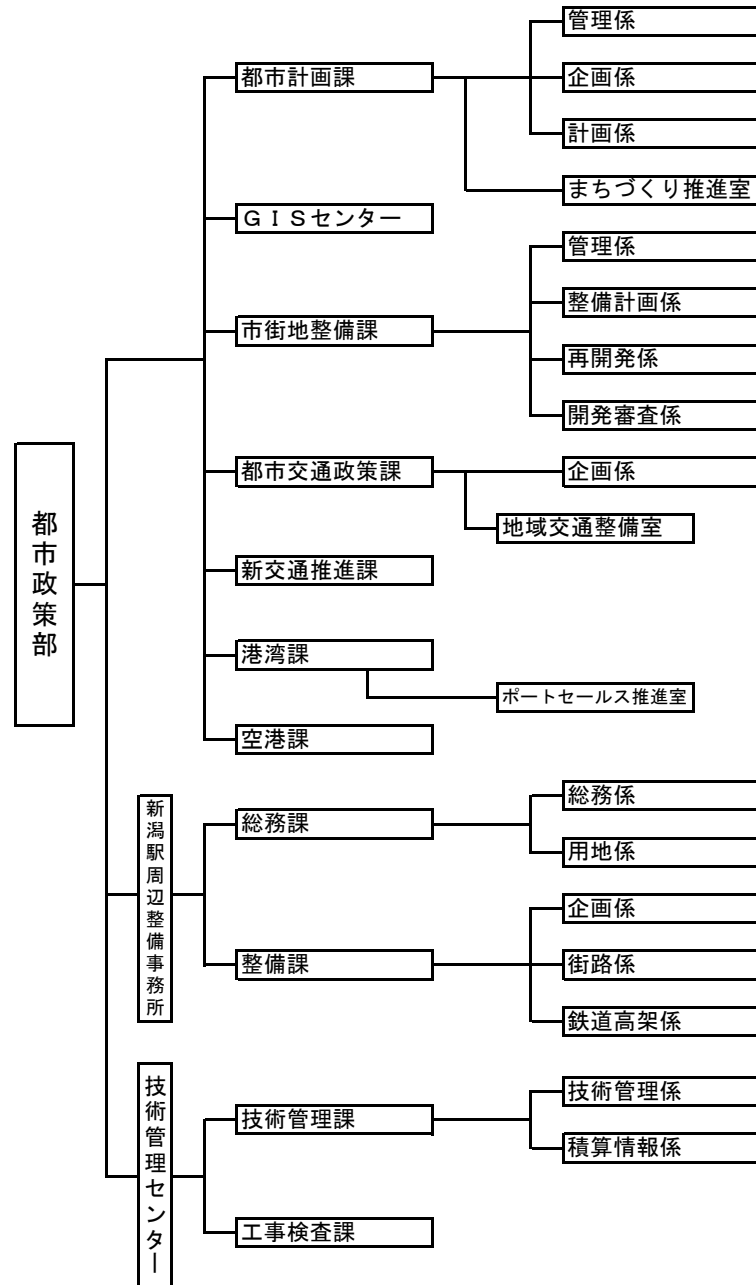 管理係
都市計画課
企画係
計画係
まちづくり推進室
ＧＩＳセンター
管理係
整備計画係
市街地整備課
再開発係
開発審査係
都市交通政策課
企画係
地域交通整備室
都市政策部
新交通推進課
港湾課
ポートセールス推進室
空港課
新潟駅周辺整備事務所
総務係
総務課
用地係
企画係
整備課
街路係
鉄道高架係
技術管理センター
技術管理係
技術管理課
積算情報係
工事検査課